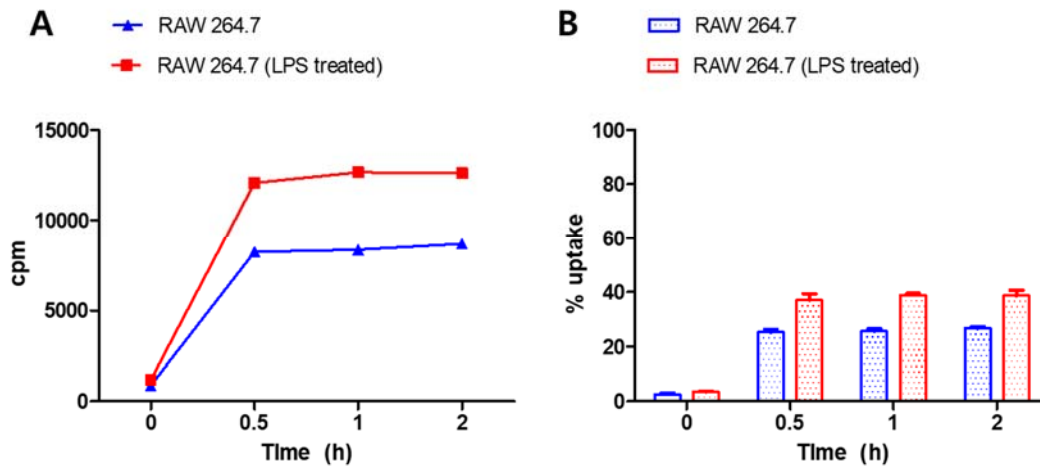 A
RAW 264.7
RAW 264.7 (LPS treated)
15000
10000
5000
0
cpm
0 0.5 1 2
Time (h)
B
RAW 264.7
RAW 264.7 (LPS treated)
100
80
60
40
20
0
% uptake
0 0.5 1 2
Time (h)